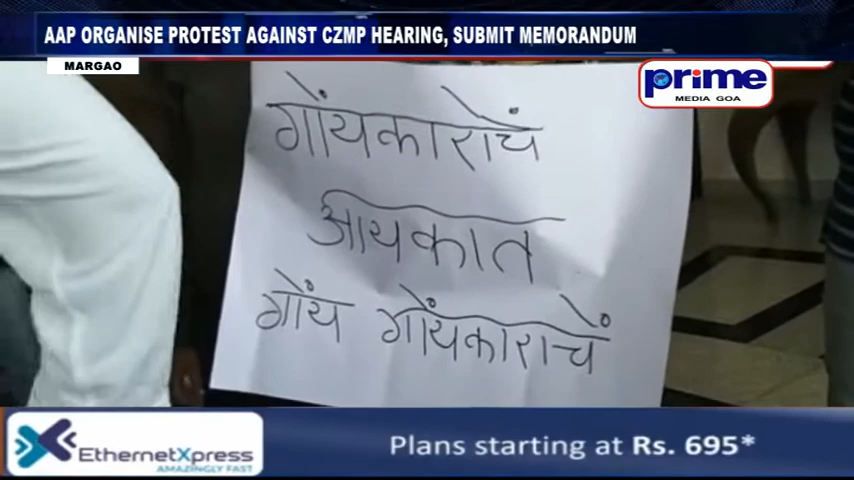 AAP ORGANISE PROTEST AGAINST CZMP HEARING, SUBMIT MEMORANDUM
MARGAO
prime
MEDIA GOA
गोंयकारांचें
आयकात
गोंय गोंयकाराचें
EthernetXpress
AMAZINGLY FAST
Plans starting at Rs. 695*